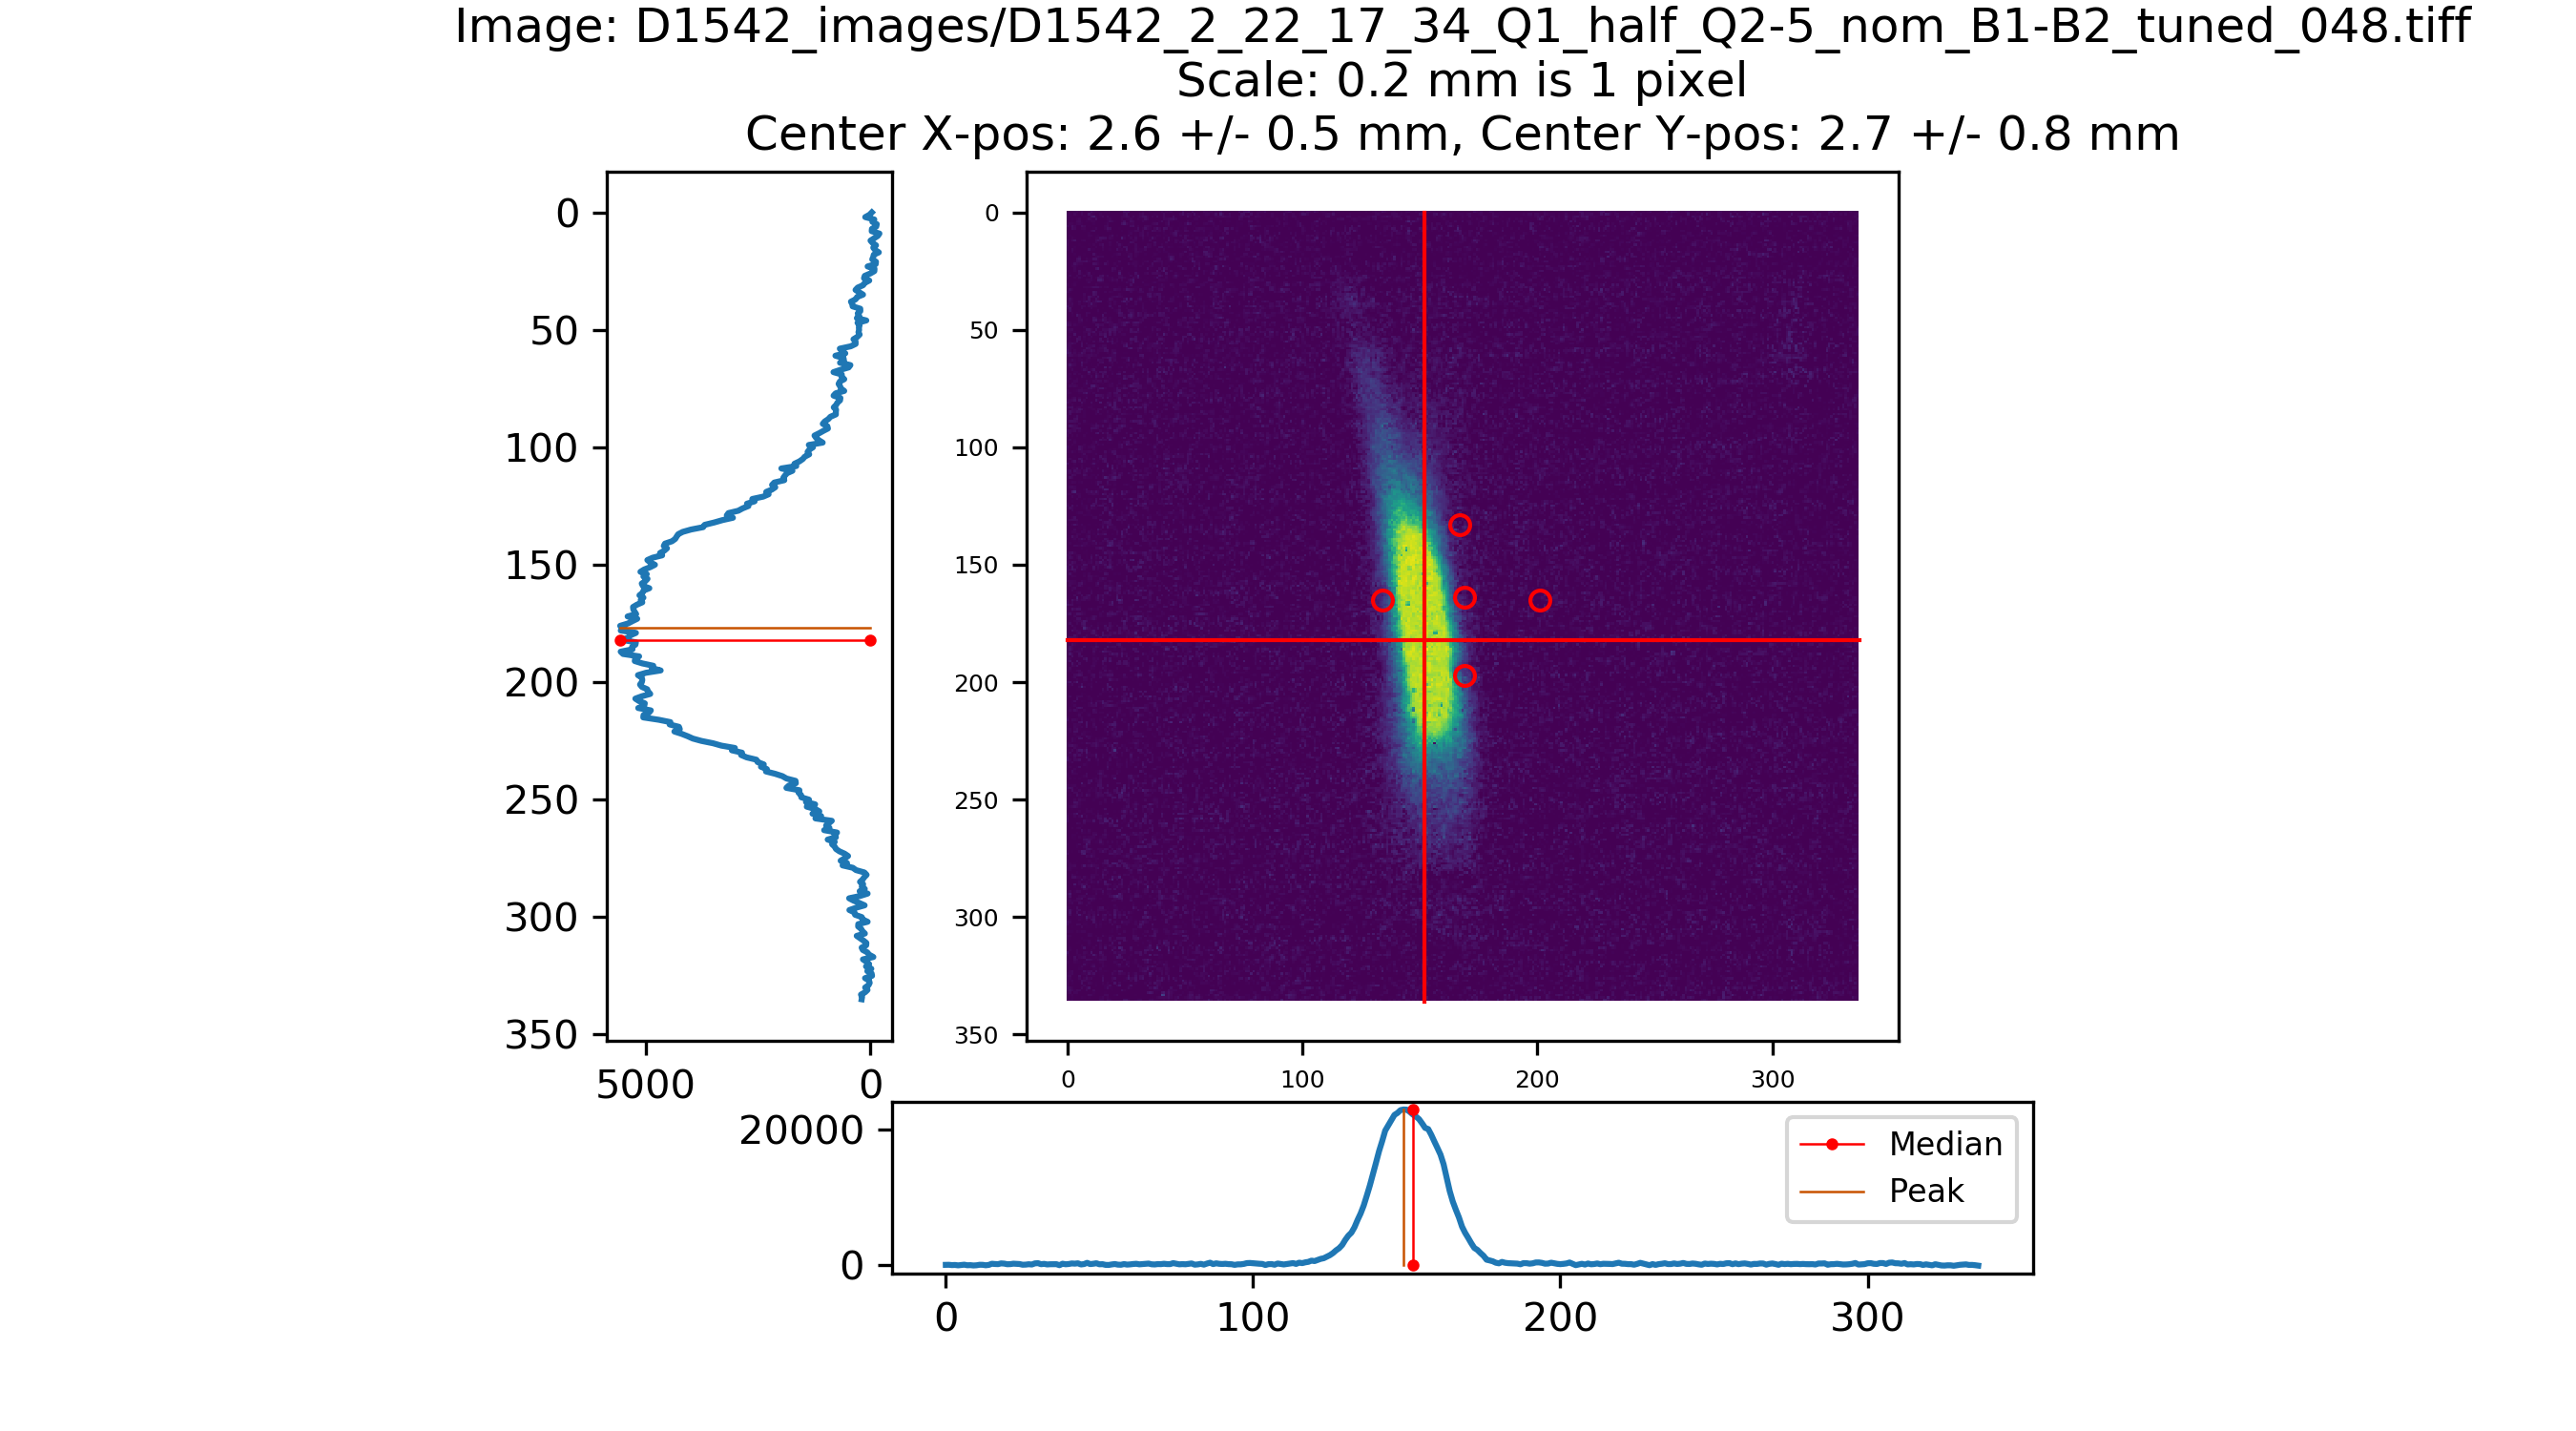 Image: D1542_images/D1542_2_22_17_34_Q1_half_Q2-5_nom_B1-B2_tuned_048.tiff
Scale: 0.2 mm is 1 pixel
Center X-pos: 2.6 +/- 0.5 mm, Center Y-pos: 2.7 +/- 0.8 mm
0
50
100
150
200
250
300
350
5000 0
0
50
100
150
200
250
300
350
0 100 200 300
20000
0
0 100 200 300
Median
Peak